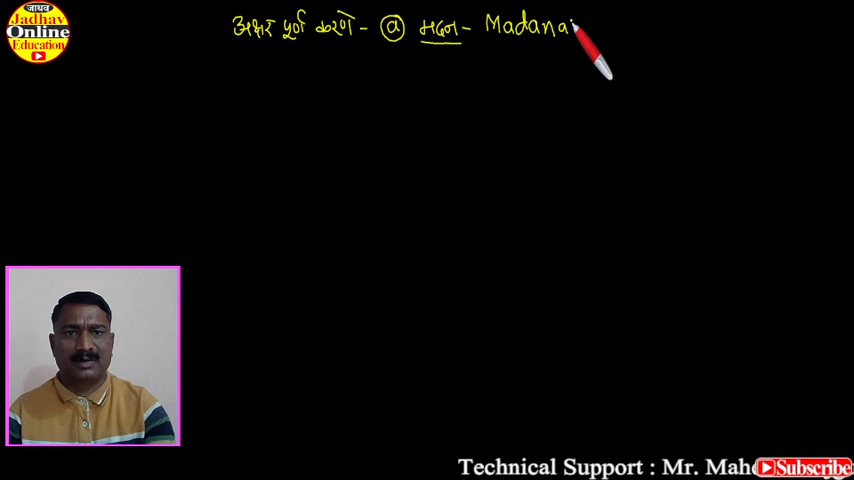 जाधव
Jadhav
Online
Education
अक्षर पूर्ण करणे - a मदन - Madana
Technical Support : Mr. Mahe
Subscribe